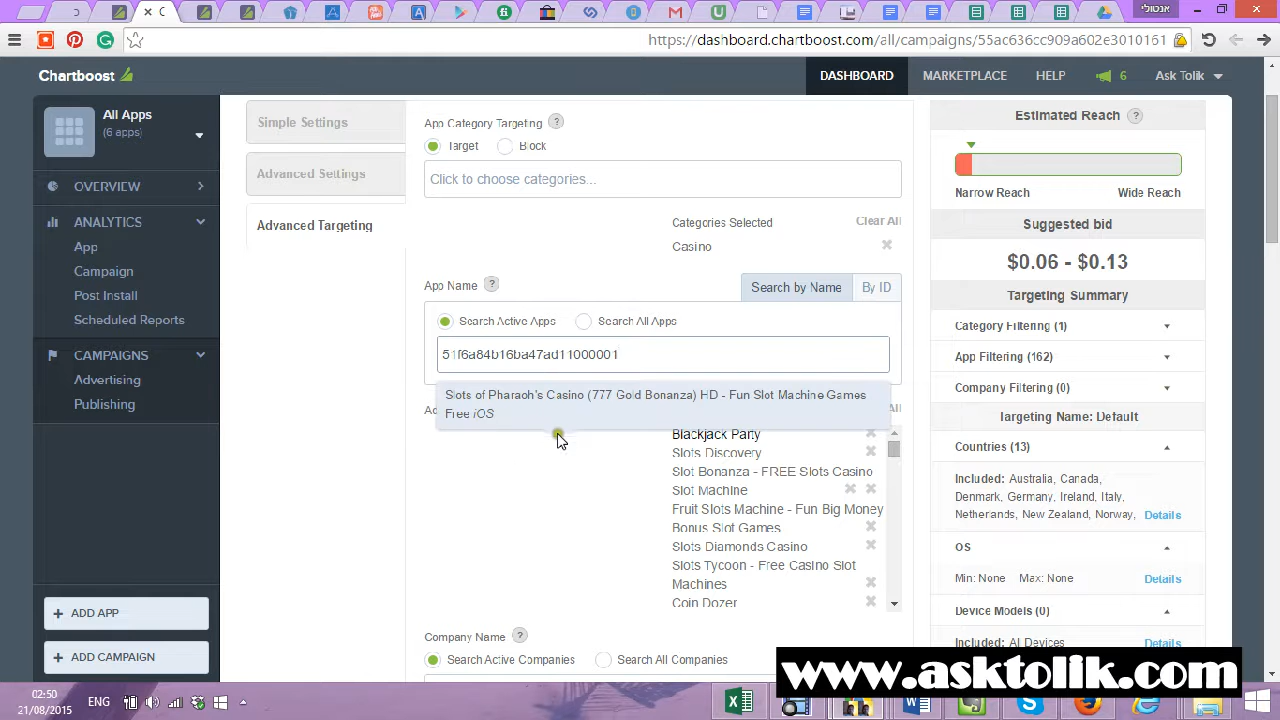 https://dashboard.chartboost.com/all/campaigns/55ac636cc909a602e3010161
Chartboost
DASHBOARD
MARKETPLACE
HELP
6
Ask Tolik
All Apps
(6 apps)
OVERVIEW
ANALYTICS
App
Campaign
Post Install
Scheduled Reports
CAMPAIGNS
Advertising
Publishing
+ ADD APP
+ ADD CAMPAIGN
Simple Settings
Advanced Settings
Advanced Targeting
App Category Targeting ?
Target
Block
Click to choose categories...
Categories Selected
Clear All
Casino
App Name ?
Search by Name
By ID
Search Active Apps
Search All Apps
51f6a84b16ba47ad11000001
Slots of Pharaoh's Casino (777 Gold Bonanza) HD - Fun Slot Machine Games
Free iOS
Blackjack Party
Slots Discovery
Slot Bonanza - FREE Slots Casino
Slot Machine
Fruit Slots Machine - Fun Big Money
Bonus Slot Games
Slots Diamonds Casino
Slots Tycoon - Free Casino Slot
Machines
Coin Dozer
Company Name ?
Search Active Companies
Search All Companies
Estimated Reach ?
Narrow Reach
Wide Reach
Suggested bid
$0.06 - $0.13
Targeting Summary
Category Filtering (1)
App Filtering (162)
Company Filtering (0)
Targeting Name: Default
Countries (13)
Included: Australia, Canada,
Denmark, Germany, Ireland, Italy,
Netherlands, New Zealand, Norway,
Details
OS
Min: None Max: None
Details
Device Models (0)
Included: All Devices
Details
www.asktolik.com
02:50
21/08/2015
ENG